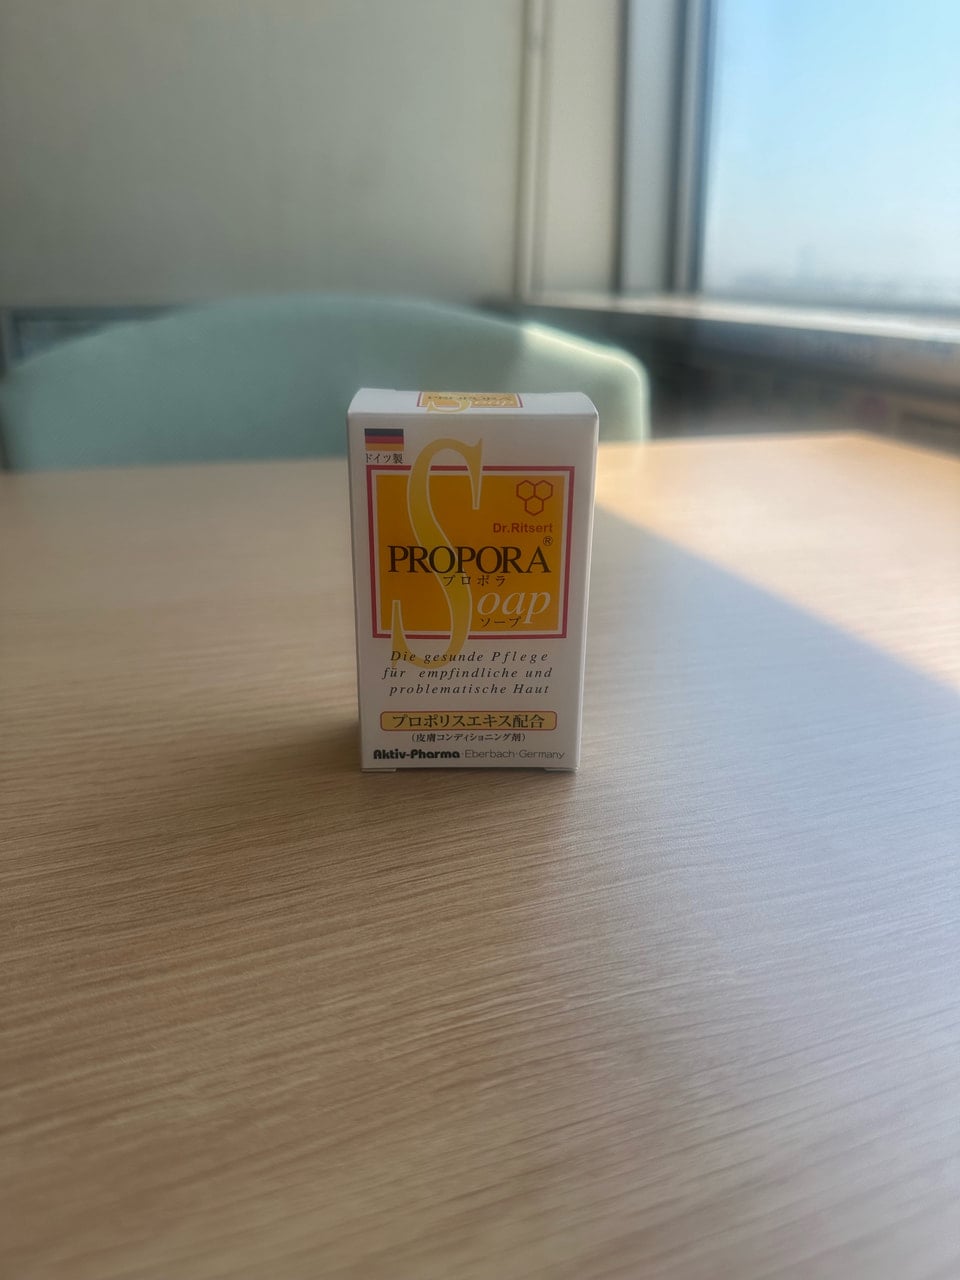 PROPORA
Soap
ドイツ製
Dr.Ritsert
PROPORA®
プロポラ
Soap
ソープ
Die gesunde Pflege
für empfindliche und
problematische Haut
プロポリスエキス配合
(皮膚コンディショニング剤)
Aktiv-Pharma·Eberbach-Germany